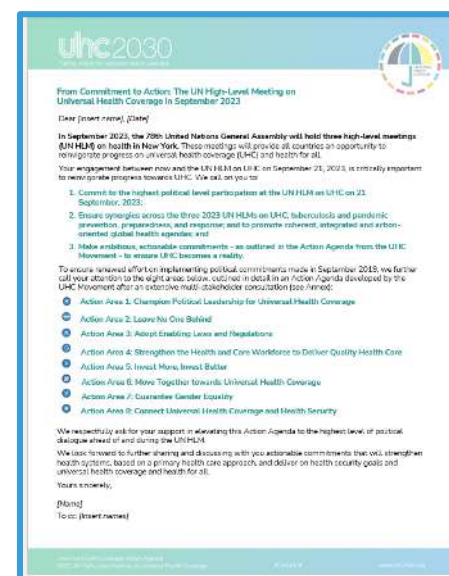 uhc2030
From Commitment to Action: The UN High-Level Meeting on
Universal Health Coverage in September 2023
Dear [insert name], [Date]
In September 2023, the 78th United Nations General Assembly will hold three high-level meetings
(UN HLM) on health in New York. These meetings will provide all countries an opportunity to
reinvigorate progress on universal health coverage (UHC) and health for all.
Your engagement between now and the UN HLM on UHC on September 21, 2023, is critically important
to reinvigorate progress towards UHC. We call on you to:
1. Commit to the highest political level participation at the UN HLM on UHC on 21
September, 2023;
2. Ensure synergies across the three 2023 UN HLMs on UHC, tuberculosis and pandemic
prevention, preparedness, and response; and to promote coherent, integrated and action-
oriented global health agendas; and
3. Make ambitious, actionable commitments – as outlined in the Action Agenda from the UHC
Movement – to ensure UHC becomes a reality.
To ensure renewed effort on implementing political commitments made in September 2019, we further
call your attention to the eight areas below, outlined in detail in an Action Agenda developed by the
UHC Movement after an extensive multi-stakeholder consultation (see Annex):
Action Area 1: Champion Political Leadership for Universal Health Coverage
Action Area 2: Leave No One Behind
Action Area 3: Adopt Enabling Laws and Regulations
Action Area 4: Strengthen the Health and Care Workforce to Deliver Quality Health Care
Action Area 5: Invest More, Invest Better
Action Area 6: Move Together towards Universal Health Coverage
Action Area 7: Guarantee Gender Equality
Action Area 8: Connect Universal Health Coverage and Health Security
We respectfully ask for your support in elevating this Action Agenda to the highest level of political
dialogue ahead of and during the UN HLM.
We look forward to further sharing and discussing with you actionable commitments that will strengthen
health systems, based on a primary health care approach, and deliver on health security goals and
universal health coverage and health for all.
Yours sincerely,
[Name]
To cc: [Insert names]